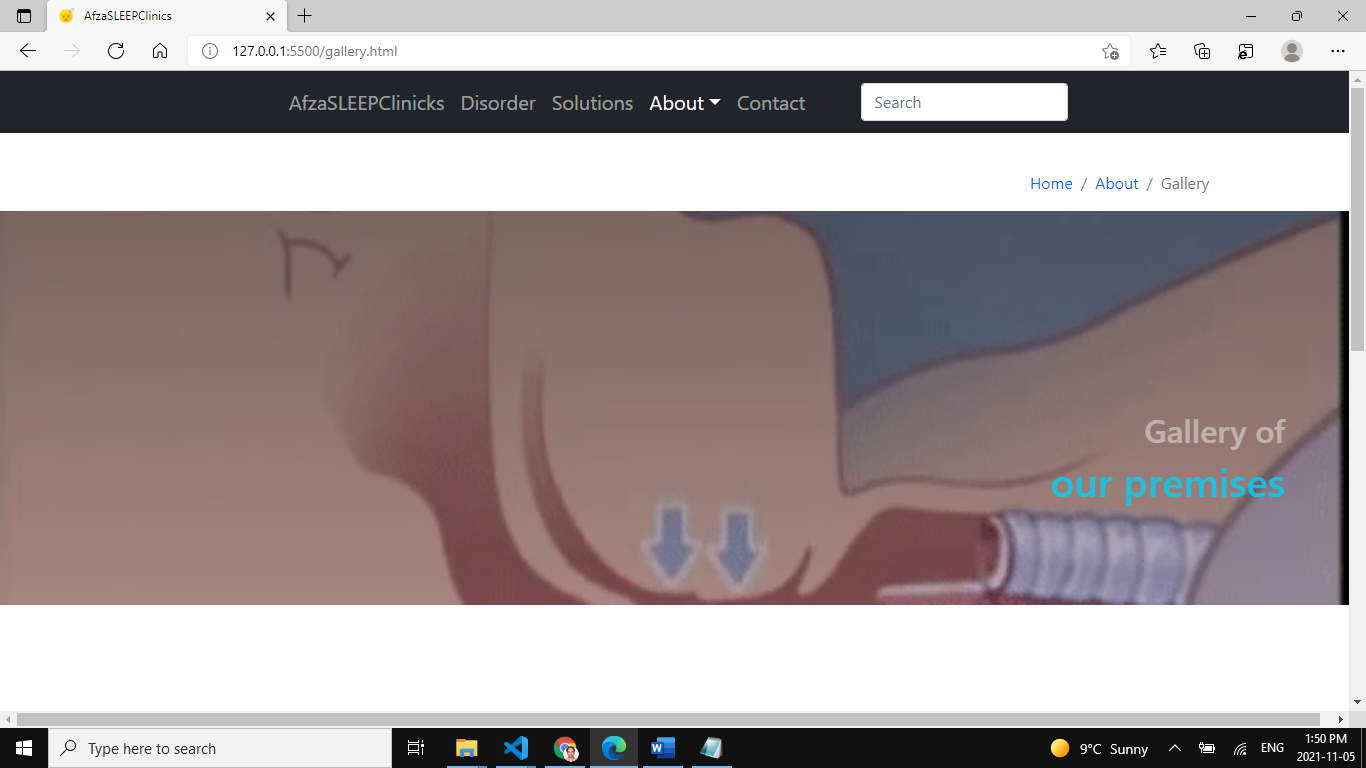 AfzaSLEEPClinics
127.0.0.1:5500/gallery.html
AfzaSLEEPClinicks Disorder Solutions About Contact Search
Home / About / Gallery
Gallery of
our premises
Type here to search
9°C Sunny
ENG
1:50 PM
2021-11-05